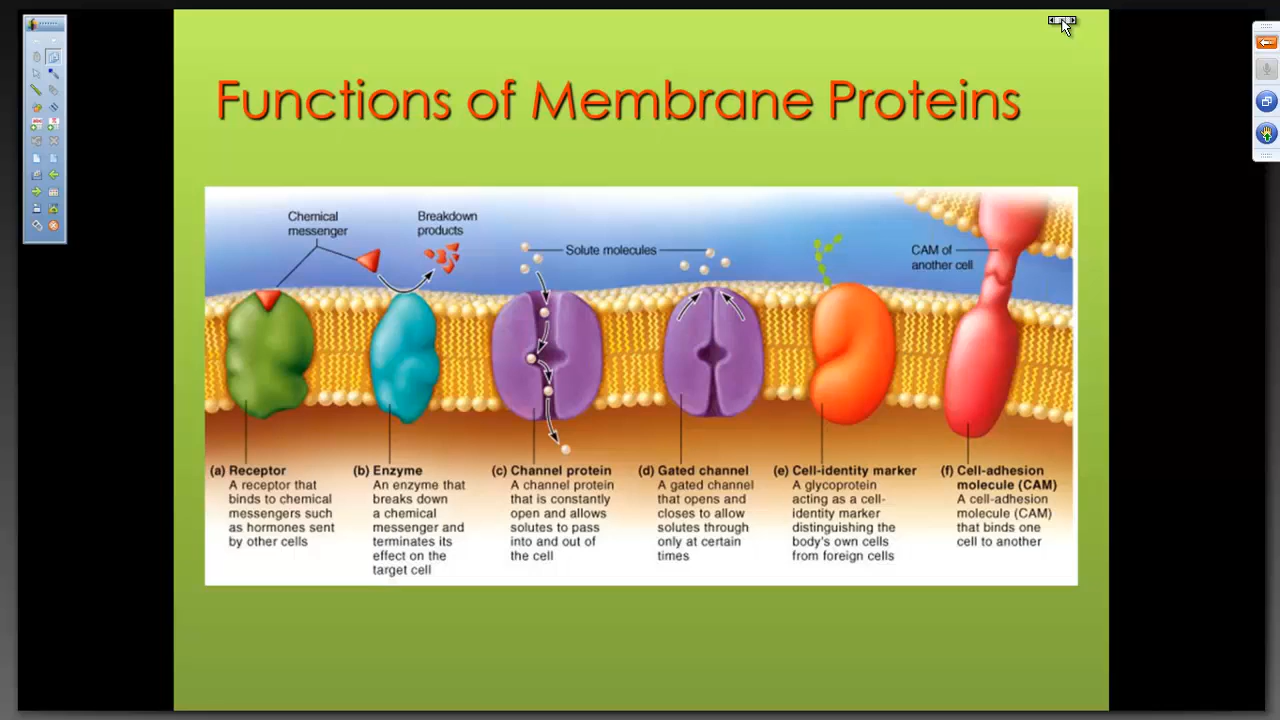 Functions of Membrane Proteins
Chemical
messenger
Breakdown
products
Solute molecules
CAM of
another cell
(a) Receptor
A receptor that
binds to chemical
messengers such
as hormones sent
by other cells
(b) Enzyme
An enzyme that
breaks down
a chemical
messenger and
terminates its
effect on the
target cell
(c) Channel protein
A channel protein
that is constantly
open and allows
solutes to pass
into and out of
the cell
(d) Gated channel
A gated channel
that opens and
closes to allow
solutes through
only at certain
times
(e) Cell-identity marker
A glycoprotein
acting as a cell-
identity marker
distinguishing the
body's own cells
from foreign cells
(f) Cell-adhesion
molecule (CAM)
A cell-adhesion
molecule (CAM)
that binds one
cell to another